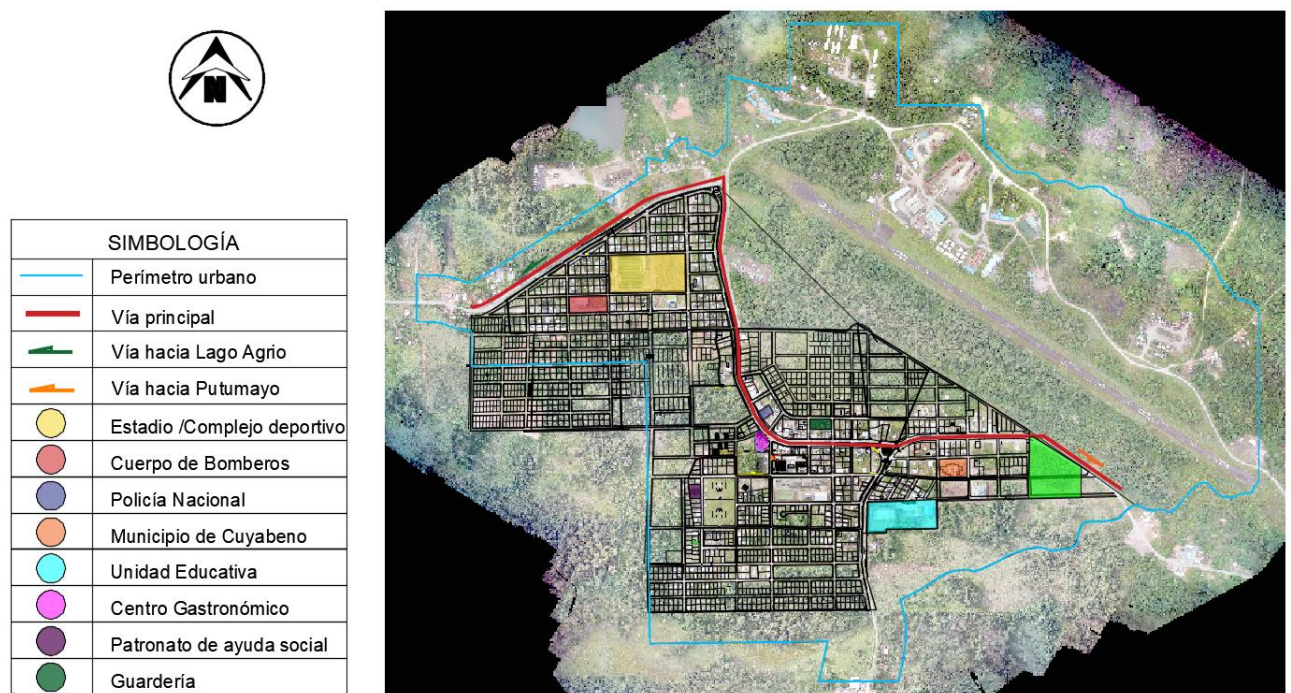 N
SIMBOLOGÍA
Perímetro urbano
Vía principal
Vía hacia Lago Agrio
Vía hacia Putumayo
Estadio /Complejo deportivo
Cuerpo de Bomberos
Policía Nacional
Municipio de Cuyabeno
Unidad Educativa
Centro Gastronómico
Patronato de ayuda social
Guardería